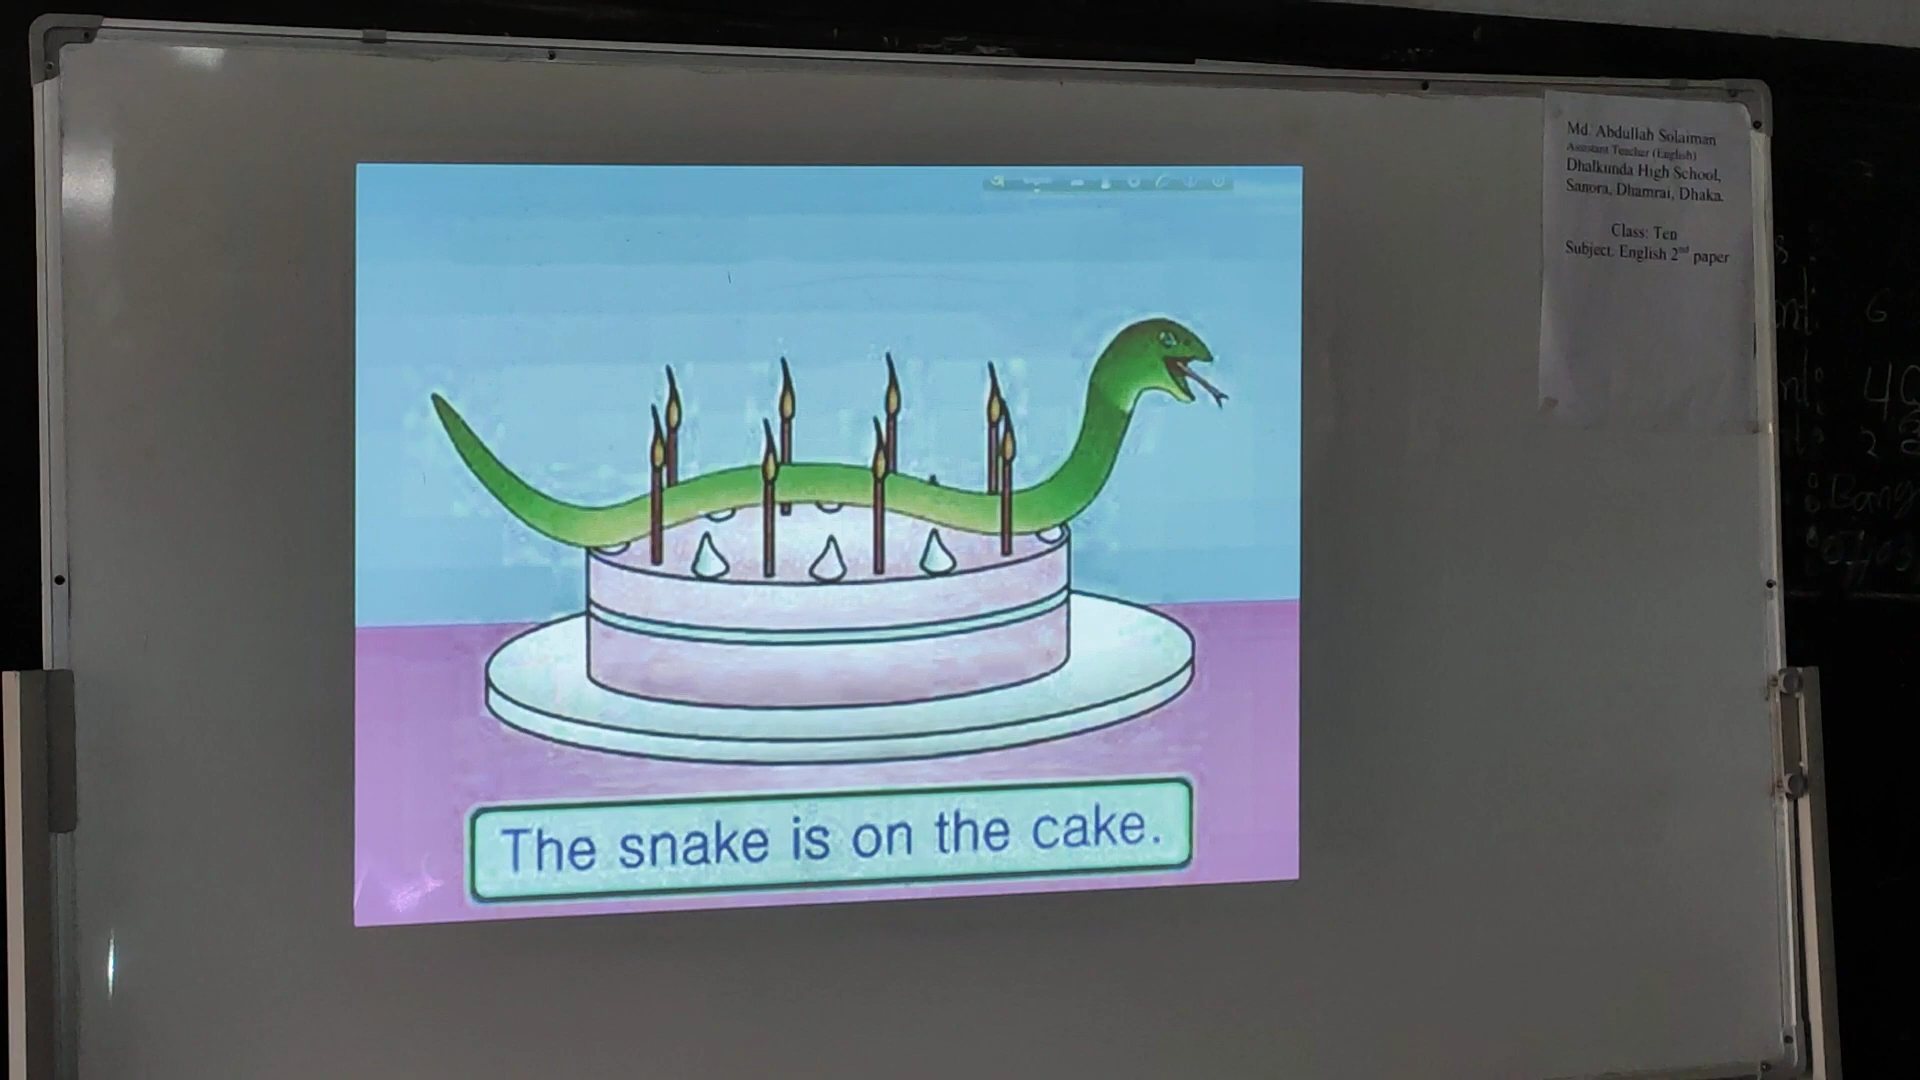 Md. Abdullah Solaiman
Assistant Teacher (English)
Dhalkunda High School,
Sanora, Dhamrai, Dhaka.
Class: Ten
Subject: English 2nd paper
The snake is on the cake.